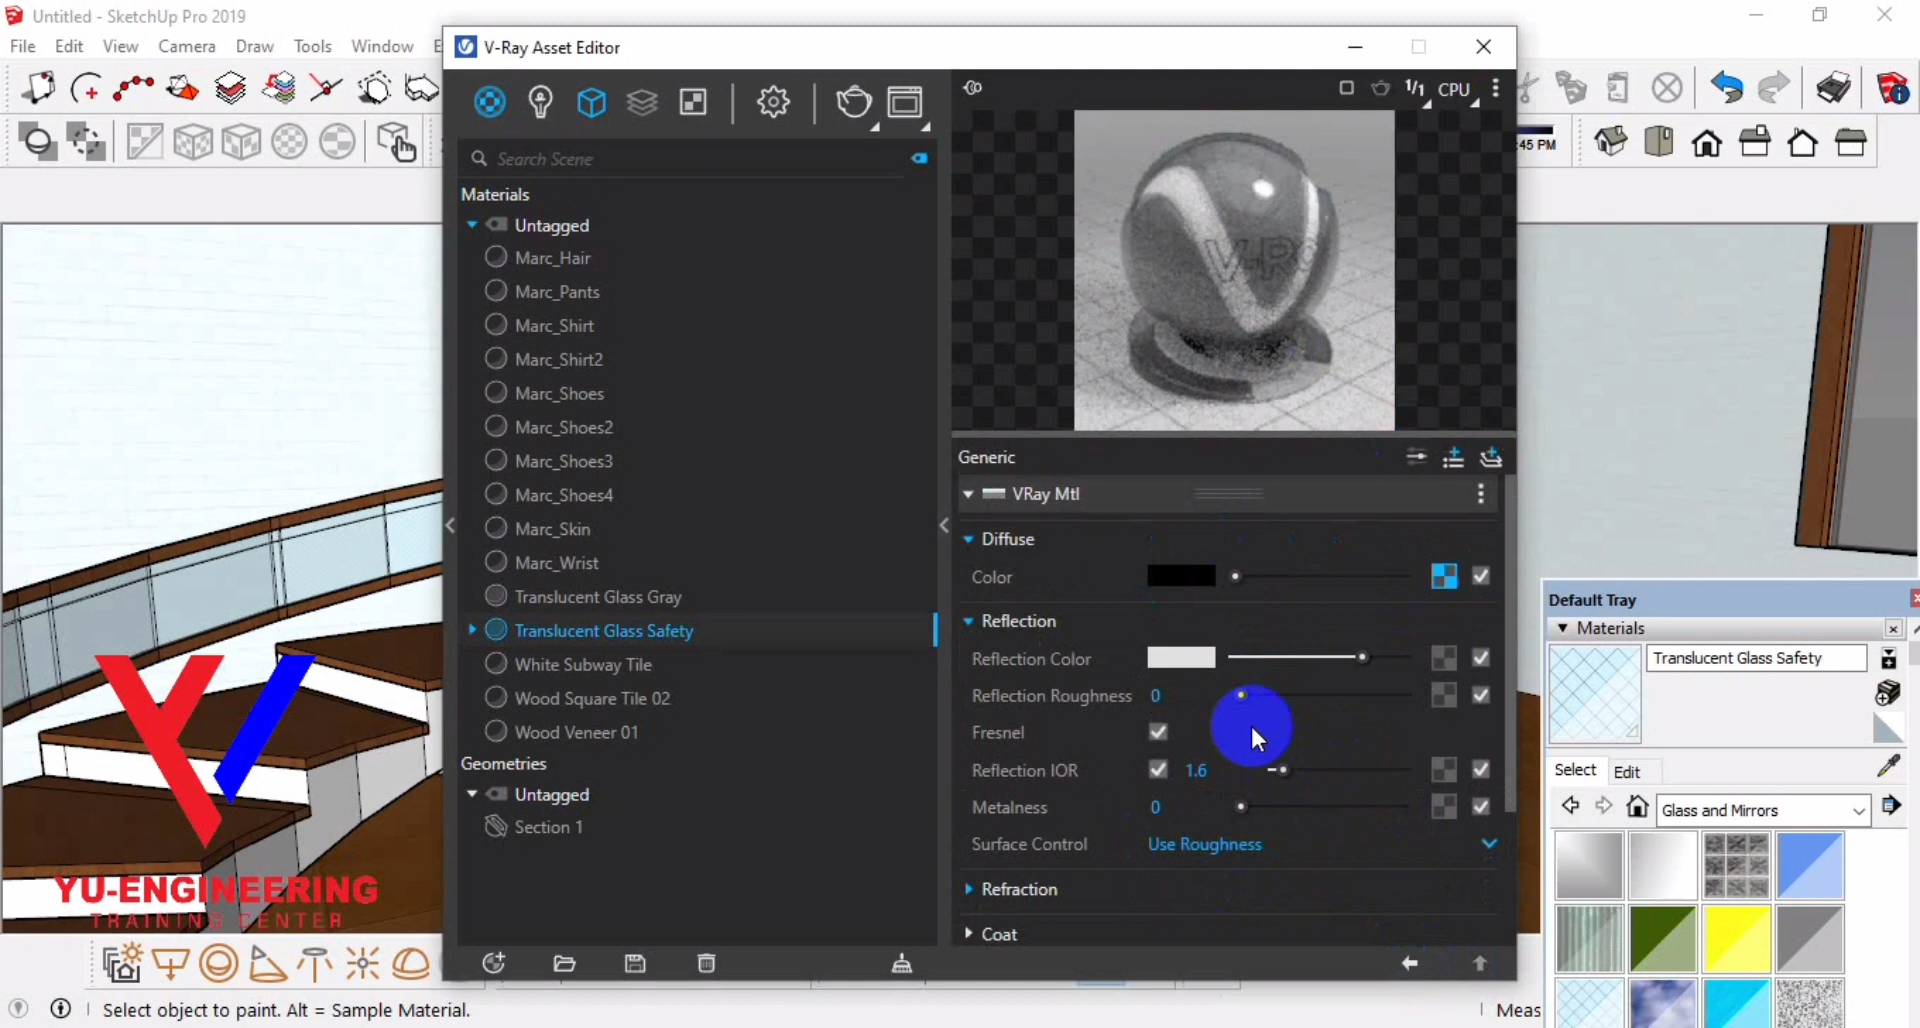 Untitled - SketchUp Pro 2019
File Edit View Camera Draw Tools Window E
V-Ray Asset Editor
1/1 CPU
:45 PM
Search Scene
Materials
Untagged
Marc_Hair
Marc_Pants
Marc_Shirt
Marc_Shirt2
Marc_Shoes
Marc_Shoes2
Marc_Shoes3
Marc_Shoes4
Marc_Skin
Marc_Wrist
Translucent Glass Gray
Translucent Glass Safety
White Subway Tile
Wood Square Tile 02
Wood Veneer 01
Geometries
Untagged
Section 1
Generic
VRay Mtl
Diffuse
Color
Reflection
Reflection Color
Reflection Roughness 0
Fresnel
Reflection IOR 1.6
Metalness 0
Surface Control Use Roughness
Refraction
Coat
Default Tray
Materials
Translucent Glass Safety
Select Edit
Glass and Mirrors
YU-ENGINEERING
TRAINING CENTER
Select object to paint. Alt = Sample Material.
Meas